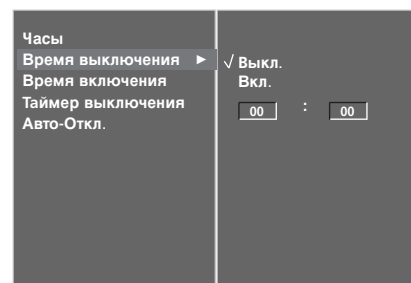 Часы
Время выключения ►
Время включения
Таймер выключения
Авто-Откл.
√ Выкл.
Вкл.
00 : 00